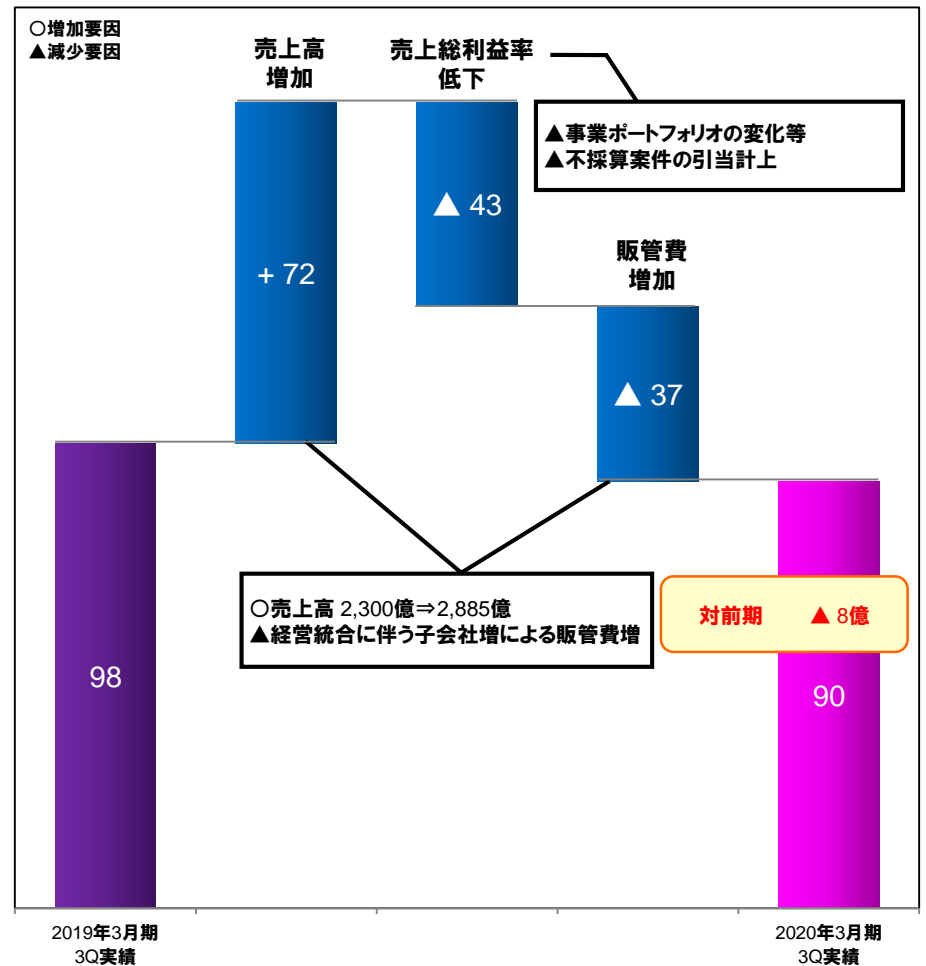 ○増加要因
▲減少要因
売上高
増加
売上総利益率
低下
▲事業ポートフォリオの変化等
▲不採算案件の引当計上
+ 72
▲ 43
販管費
増加
▲ 37
○売上高 2,300億⇒2,885億
▲経営統合に伴う子会社増による販管費増
対前期 ▲ 8億
98
90
2019年3月期
3Q実績
2020年3月期
3Q実績